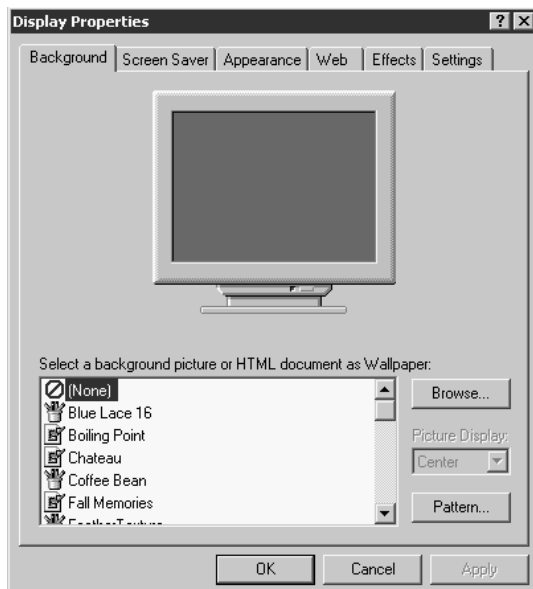 Display Properties
Background Screen Saver Appearance Web Effects Settings
Select a background picture or HTML document as Wallpaper:
(None)
Blue Lace 16
Boiling Point
Chateau
Coffee Bean
Fall Memories
FeatherTexture
Browse...
Picture Display:
Center
Pattern...
OK Cancel Apply